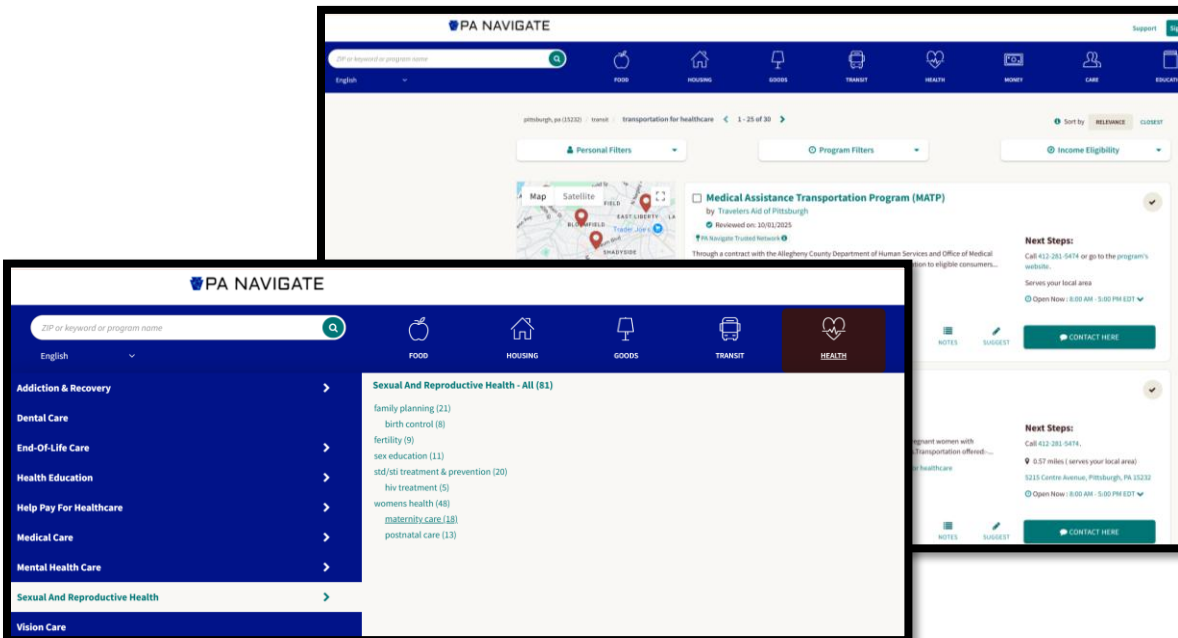 PA NAVIGATE
Support
ZIP or keyword or program name
English
FOOD
HOUSING
GOODS
TRANSIT
HEALTH
MONEY
CARE
pittsburgh, pa (15232) / transit / transportation for healthcare 1 - 25 of 30
Sort by RELEVANCE CLOSEST
Personal Filters
Program Filters
Income Eligibility
Map Satellite
FIELD
EAST LIBERTY
Trader Joe's
SHADYSIDE
Medical Assistance Transportation Program (MATP)
by Travelers Aid of Pittsburgh
Reviewed on: 10/01/2025
PA Navigate Trusted Network
Through a contract with the Allegheny County Department of Human Services and Office of Medical
to eligible consumers...
Next Steps:
Call 412-281-5474 or go to the program's
website.
Serves your local area
Open Now : 8:00 AM - 5:00 PM EDT
NOTES
SUGGEST
CONTACT HERE
women with
Transportation offered-...
healthcare
Next Steps:
Call 412-281-5474.
0.57 miles ( serves your local area)
5215 Centre Avenue, Pittsburgh, PA 15232
Open Now : 8:00 AM - 5:00 PM EDT
NOTES
SUGGEST
CONTACT HERE
PA NAVIGATE
ZIP or keyword or program name
English
FOOD
HOUSING
GOODS
TRANSIT
HEALTH
Addiction & Recovery
Dental Care
End-Of-Life Care
Health Education
Help Pay For Healthcare
Medical Care
Mental Health Care
Sexual And Reproductive Health
Vision Care
Sexual And Reproductive Health - All (81)
family planning (21)
birth control (8)
fertility (9)
sex education (11)
std/sti treatment & prevention (20)
hiv treatment (5)
womens health (48)
maternity care (18)
postnatal care (13)